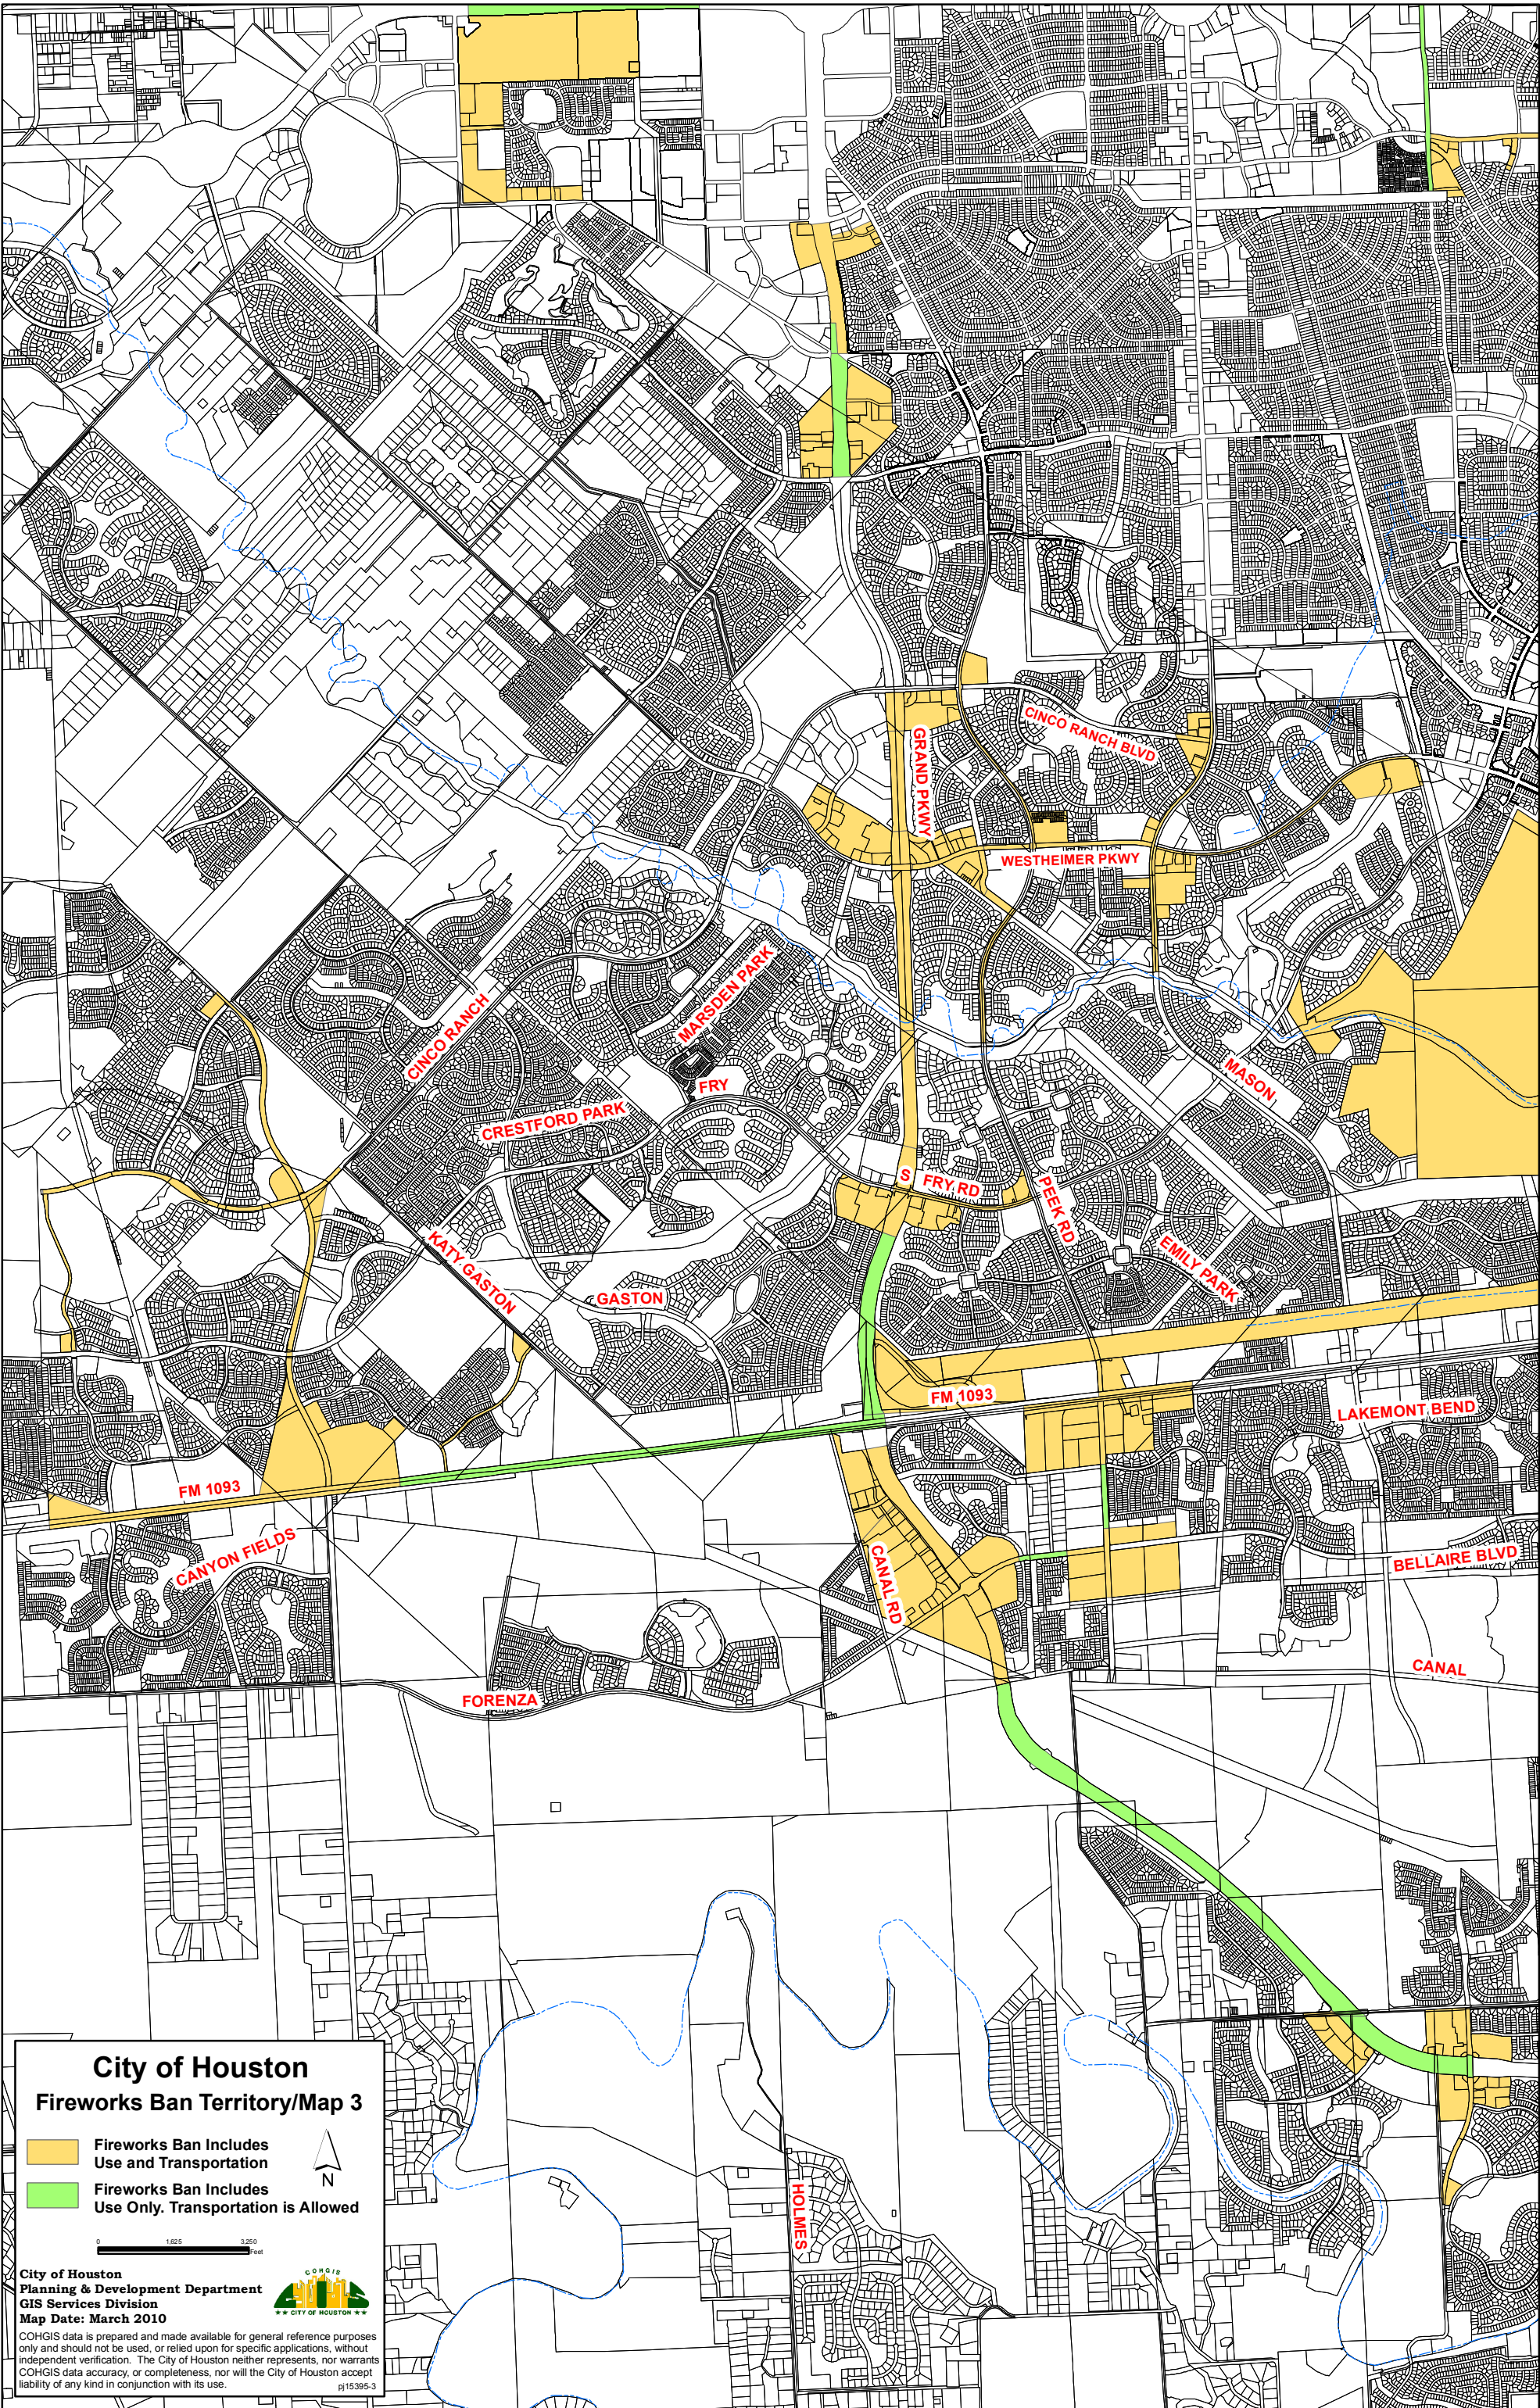 CINCO RANCH BLVD
GRAND PKWY
WESTHEIMER PKWY
MARSDEN PARK
CINCO RANCH
MASON
FRY
CRESTFORD PARK
S FRY RD
PEEK RD
KATY GASTON
EMILY PARK
GASTON
FM 1093
LAKEMONT BEND
FM 1093
CANYON FIELDS
CANAL RD
BELLAIRE BLVD
CANAL
FORENZA
HOLMES
City of Houston
Fireworks Ban Territory/Map 3
Fireworks Ban Includes
Use and Transportation
Fireworks Ban Includes
Use Only. Transportation is Allowed
N
0 1,625 3,250
Feet
City of Houston
Planning & Development Department
GIS Services Division
Map Date: March 2010
COHGIS
★★ CITY OF HOUSTON ★★
COHGIS data is prepared and made available for general reference purposes
only and should not be used, or relied upon for specific applications, without
independent verification. The City of Houston neither represents, nor warrants
COHGIS data accuracy, or completeness, nor will the City of Houston accept
liability of any kind in conjunction with its use.
pj15395-3